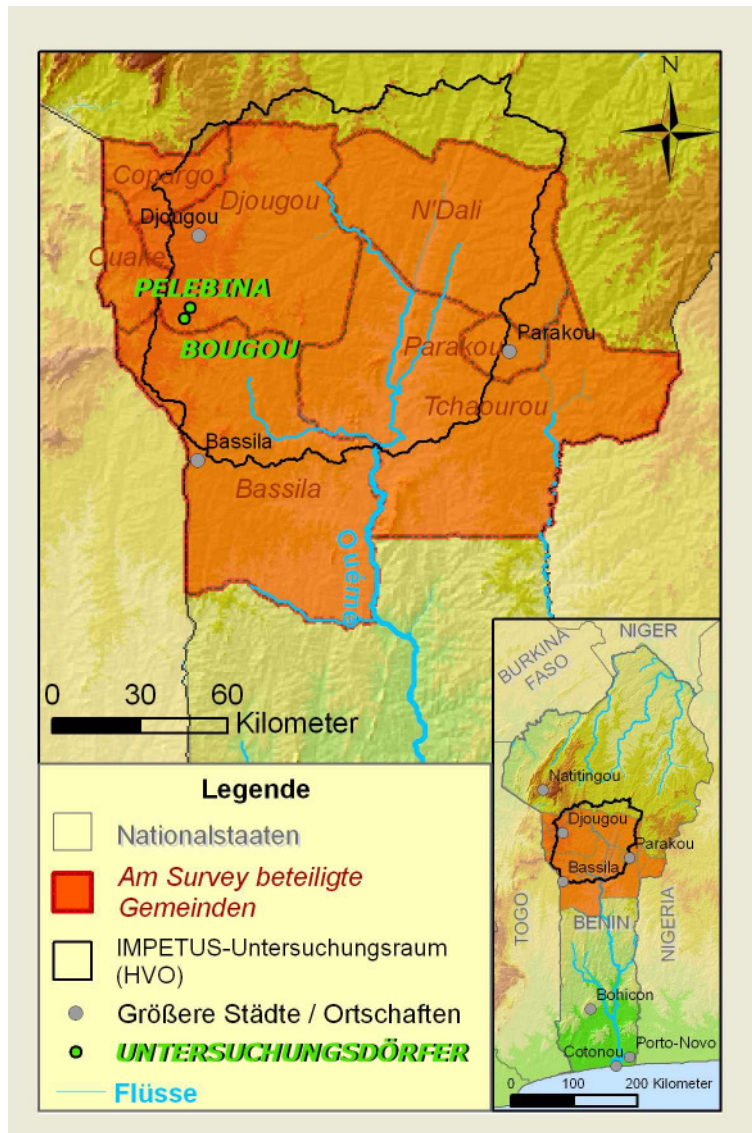 N
Copargo
Djougou
Djougou
N'Dali
Ouake
PELEBINA
BOUGOU
Parakou
Parakou
Tchaourou
Bassila
Bassila
Ouémé
0 30 60
Kilometer
Legende
Nationalstaaten
Am Survey beteiligte
Gemeinden
IMPETUS-Untersuchungsraum
(HVO)
Größere Städte / Ortschaften
UNTERSUCHUNGSDÖRFER
Flüsse
NIGER
BURKINA
FASO
Natitingou
Djougou
Parakou
Bassila
TOGO
BENIN
NIGERIA
Bohicon
Porto-Novo
Cotonou
0 100 200 Kilometer